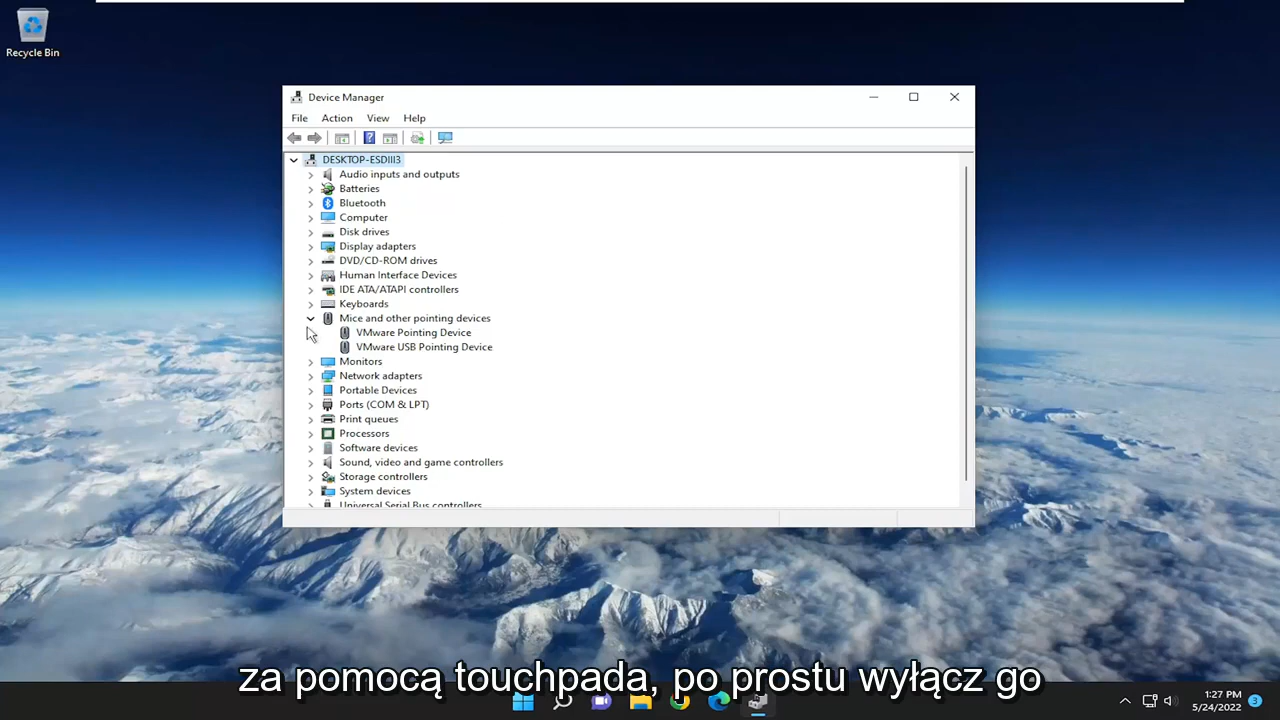 Recycle Bin
Device Manager
File Action View Help
DESKTOP-ESDIII3
Audio inputs and outputs
Batteries
Bluetooth
Computer
Disk drives
Display adapters
DVD/CD-ROM drives
Human Interface Devices
IDE ATA/ATAPI controllers
Keyboards
Mice and other pointing devices
VMware Pointing Device
VMware USB Pointing Device
Monitors
Network adapters
Portable Devices
Ports (COM & LPT)
Print queues
Processors
Software devices
Sound, video and game controllers
Storage controllers
System devices
Universal Serial Bus controllers
za pomocą touchpada, po prostu wyłącz go
1:27 PM
5/24/2022
3